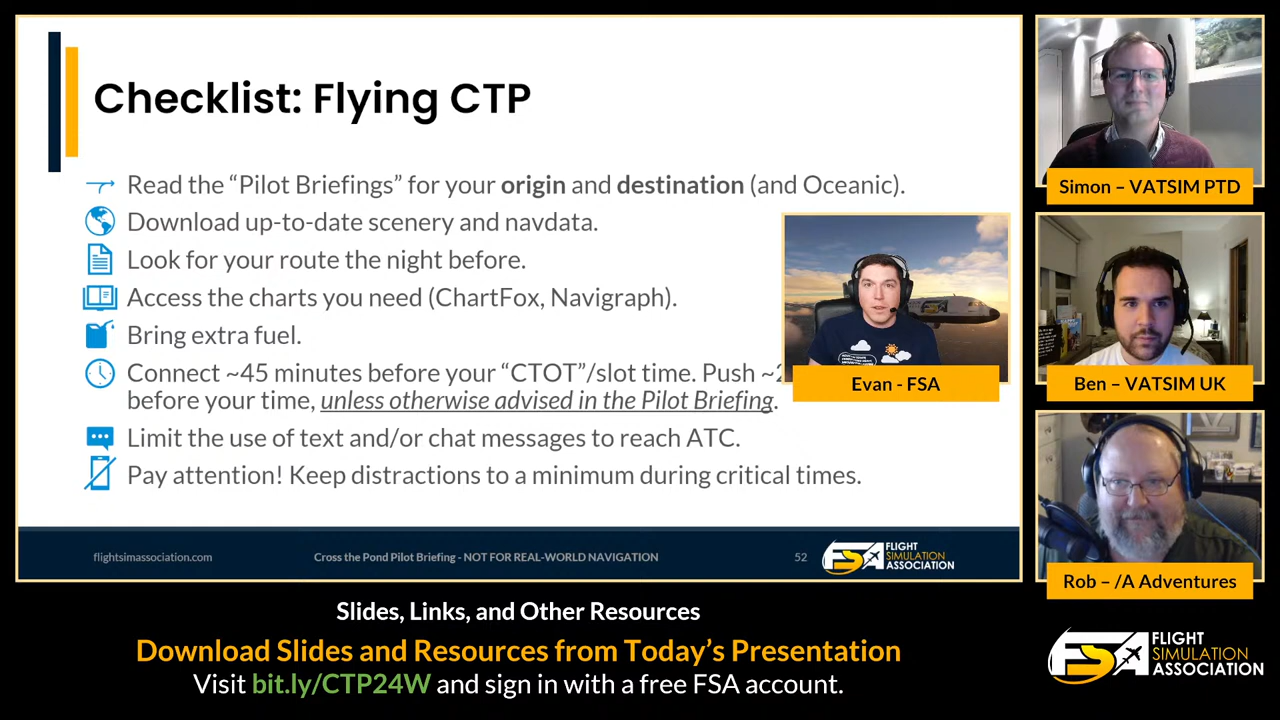 Checklist: Flying CTP
Read the “Pilot Briefings” for your origin and destination (and Oceanic).
Download up-to-date scenery and navdata.
Look for your route the night before.
Access the charts you need (ChartFox, Navigraph).
Bring extra fuel.
Connect ~45 minutes before your “CTOT”/slot time. Push
before your time, unless otherwise advised in the Pilot Briefing.
Limit the use of text and/or chat messages to reach ATC.
Pay attention! Keep distractions to a minimum during critical times.
Evan - FSA
flightsimassociation.com
Cross the Pond Pilot Briefing - NOT FOR REAL-WORLD NAVIGATION
52
FSA FLIGHT
SIMULATION
ASSOCIATION
Simon – VATSIM PTD
Ben – VATSIM UK
Rob – /A Adventures
Slides, Links, and Other Resources
Download Slides and Resources from Today’s Presentation
Visit bit.ly/CTP24W and sign in with a free FSA account.
FSA FLIGHT
SIMULATION
ASSOCIATION